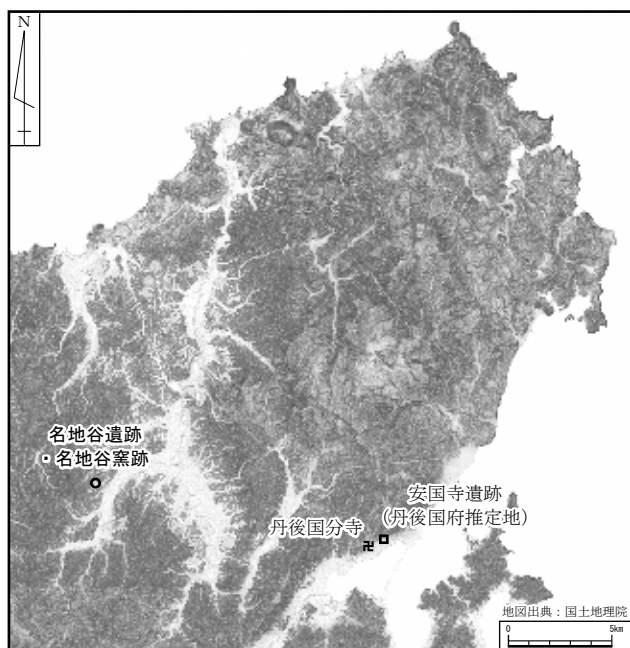 N
名地谷遺跡
・名地谷窯跡
安国寺遺跡
(丹後国府推定地)
丹後国分寺
卍
地図出典：国土地理院
0 5km